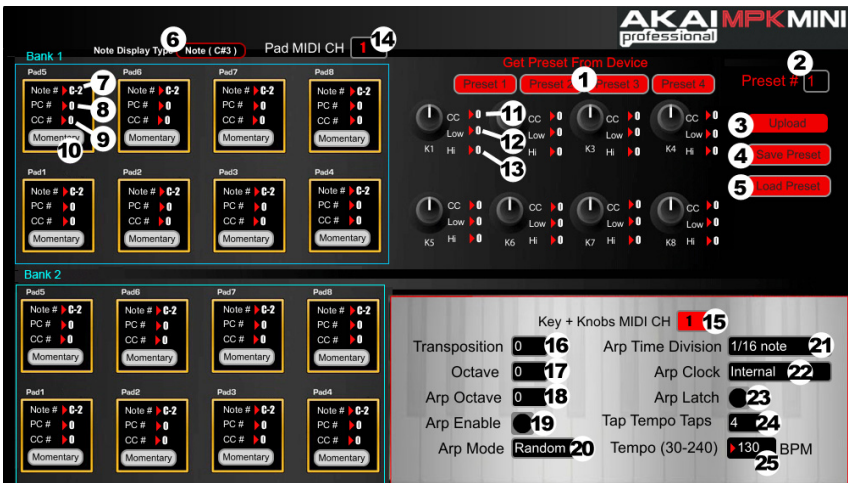 AKAI MPK MINI
professional
6
Note Display Type Note ( C#3 ) Pad MIDI CH 1 14
Bank 1
Pad5 Pad6 Pad7 Pad8
Note # C-2 7 Note # C-2 Note # C-2 Note # C-2
PC # 0 8 PC # 0 PC # 0 PC # 0
CC # 0 9 CC # 0 CC # 0 CC # 0
Momentary 10 Momentary Momentary Momentary
Pad1 Pad2 Pad3 Pad4
Note # C-2 Note # C-2 Note # C-2 Note # C-2
PC # 0 PC # 0 PC # 0 PC # 0
CC # 0 CC # 0 CC # 0 CC # 0
Momentary Momentary Momentary Momentary
Get Preset From Device
Preset 1 Preset 2 1 Preset 3 Preset 4
CC 0 11 CC 0 CC 0 CC 0
Low 0 12 Low 0 Low 0 Low 0
K1 Hi 0 13 Hi 0 K3 Hi 0 K4 Hi 0
CC 0 CC 0 CC 0 CC 0
Low 0 Low 0 Low 0 Low 0
K5 Hi 0 K6 Hi 0 K7 Hi 0 K8 Hi 0
2
Preset # 1
3 Upload
4 Save Preset
5 Load Preset
Bank 2
Pad5 Pad6 Pad7 Pad8
Note # C-2 Note # C-2 Note # C-2 Note # C-2
PC # 0 PC # 0 PC # 0 PC # 0
CC # 0 CC # 0 CC # 0 CC # 0
Momentary Momentary Momentary Momentary
Pad1 Pad2 Pad3 Pad4
Note # C-2 Note # C-2 Note # C-2 Note # C-2
PC # 0 PC # 0 PC # 0 PC # 0
CC # 0 CC # 0 CC # 0 CC # 0
Momentary Momentary Momentary Momentary
Key + Knobs MIDI CH 1 15
Transposition 0 16 Arp Time Division 1/16 note 21
Octave 0 17 Arp Clock Internal 22
Arp Octave 0 18 Arp Latch 23
Arp Enable 19 Tap Tempo Taps 4 24
Arp Mode Random 20 Tempo (30-240) 130 BPM
25